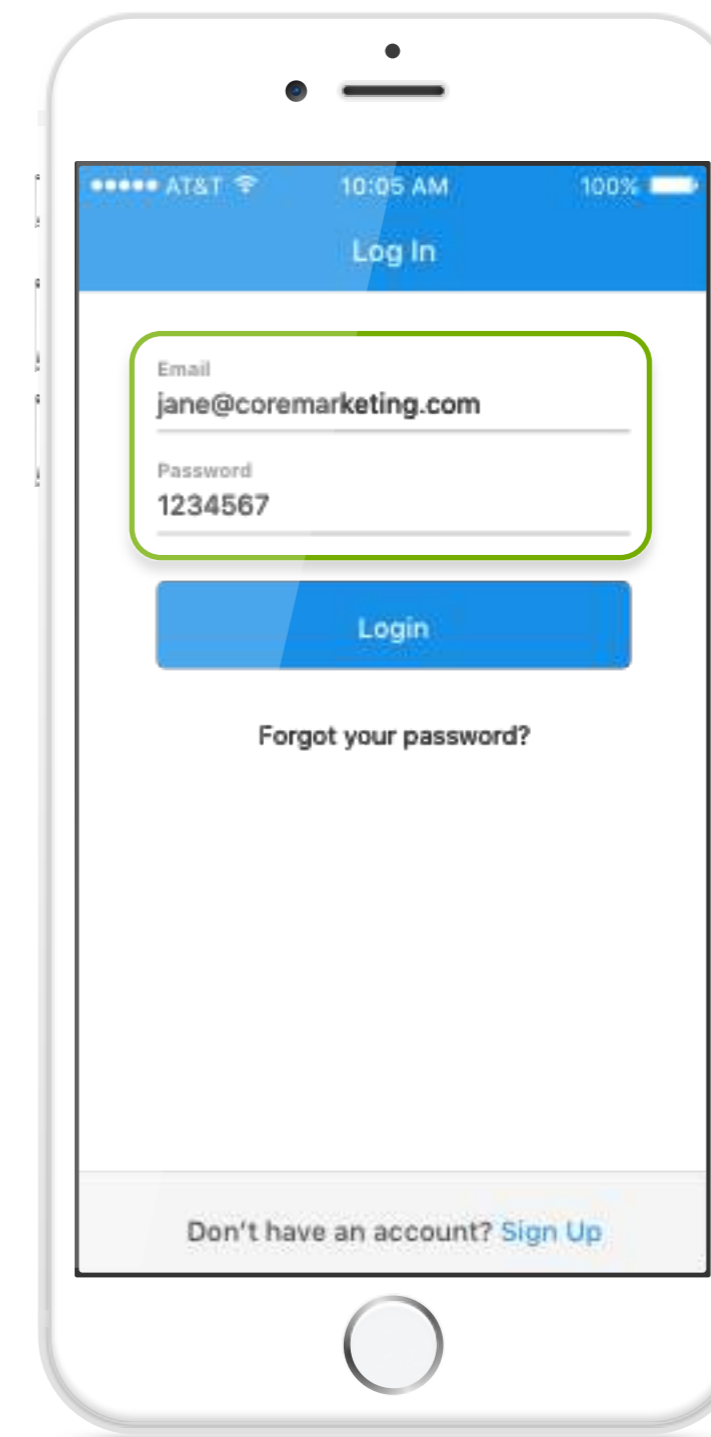 AT&T 10:05 AM 100%
Log In
Email
jane@coremarketing.com
Password
1234567
Login
Forgot your password?
Don't have an account? Sign Up